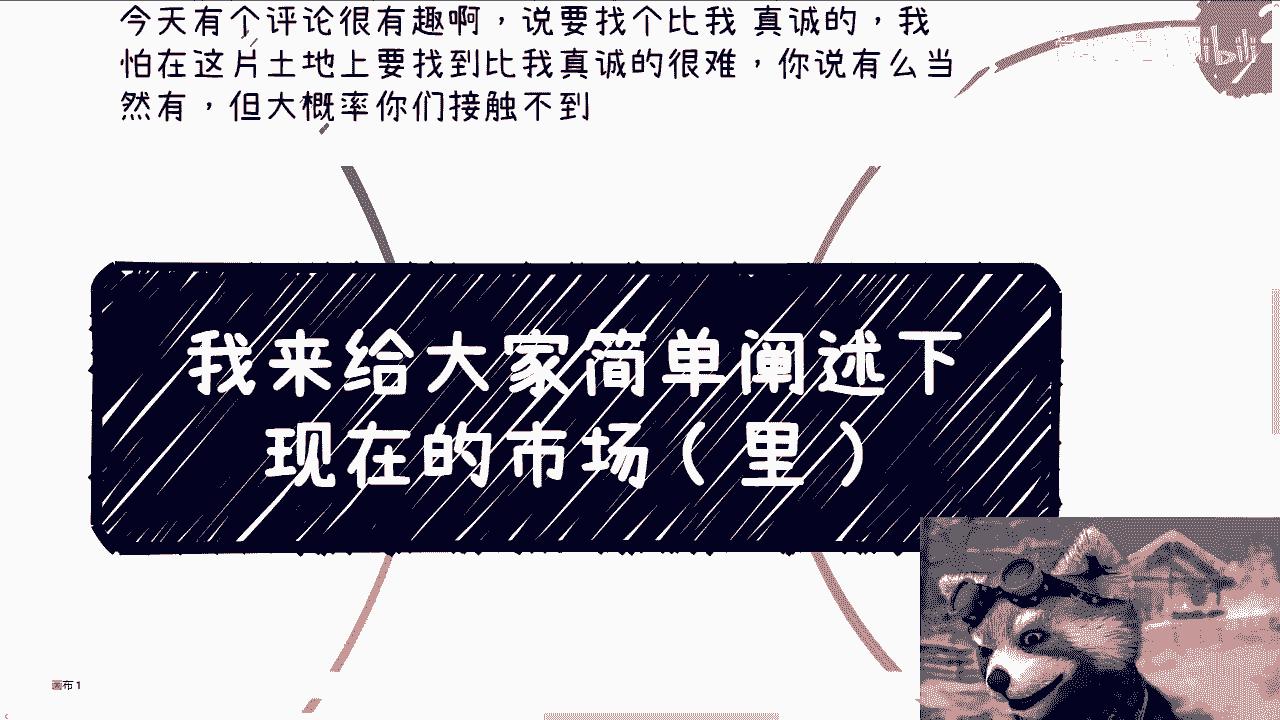 今天有个评论很有趣啊，说要找个比我 真诚的，我
怕在这片土地上要找到比我真诚的很难，你说有么当
然有，但大概率你们接触不到
我来给大家简单阐述下
现在的市场（里）
画布 1